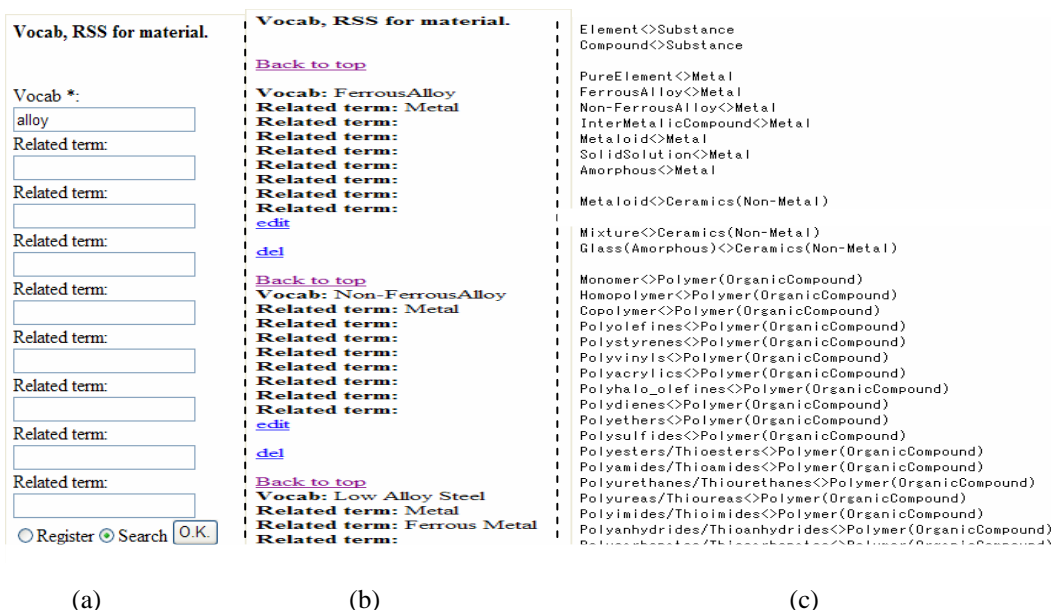 Vocab, RSS for material.
Vocab *:
alloy
Related term:
Related term:
Related term:
Related term:
Related term:
Related term:
Related term:
Related term:
Register Search O.K.
(a)
Vocab, RSS for material.
Back to top
Vocab: FerrousAlloy
Related term: Metal
Related term:
Related term:
Related term:
Related term:
Related term:
Related term:
Related term:
edit
del
Back to top
Vocab: Non-FerrousAlloy
Related term: Metal
Related term:
Related term:
Related term:
Related term:
Related term:
Related term:
Related term:
edit
del
Back to top
Vocab: Low Alloy Steel
Related term: Metal
Related term: Ferrous Metal
Related term:
(b)
Element<>Substance
Compound<>Substance
PureElement<>Metal
FerrousAlloy<>Metal
Non-FerrousAlloy<>Metal
InterMetalicCompound<>Metal
Metaloid<>Metal
SolidSolution<>Metal
Amorphous<>Metal
Metaloid<>Ceramics(Non-Metal)
Mixture<>Ceramics(Non-Metal)
Glass(Amorphous)<>Ceramics(Non-Metal)
Monomer<>Polymer(OrganicCompound)
Homopolymer<>Polymer(OrganicCompound)
Copolymer<>Polymer(OrganicCompound)
Polyolefines<>Polymer(OrganicCompound)
Polystyrenes<>Polymer(OrganicCompound)
Polyvinyls<>Polymer(OrganicCompound)
Polyacrylics<>Polymer(OrganicCompound)
Polyhalo_olefines<>Polymer(OrganicCompound)
Polydienes<>Polymer(OrganicCompound)
Polyethers<>Polymer(OrganicCompound)
Polysulfides<>Polymer(OrganicCompound)
Polyesters/Thioesters<>Polymer(OrganicCompound)
Polyamides/Thioamides<>Polymer(OrganicCompound)
Polyurethanes/Thiourethanes<>Polymer(OrganicCompound)
Polyureas/Thioureas<>Polymer(OrganicCompound)
Polyimides/Thioimides<>Polymer(OrganicCompound)
Polyanhydrides/Thioanhydrides<>Polymer(OrganicCompound)
(c)